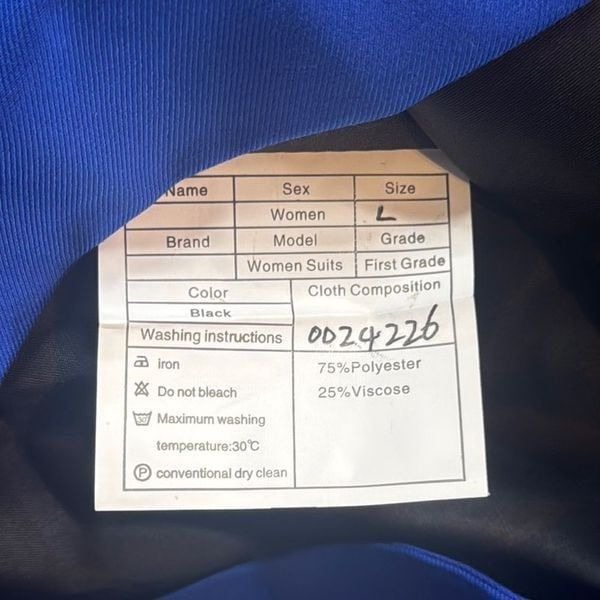 Name Sex Size
Women L
Brand Model Grade
Women Suits First Grade
Color Cloth Composition
Black
Washing instructions 0024226
iron 75%Polyester
Do not bleach 25%Viscose
30 Maximum washing
temperature:30℃
P conventional dry clean